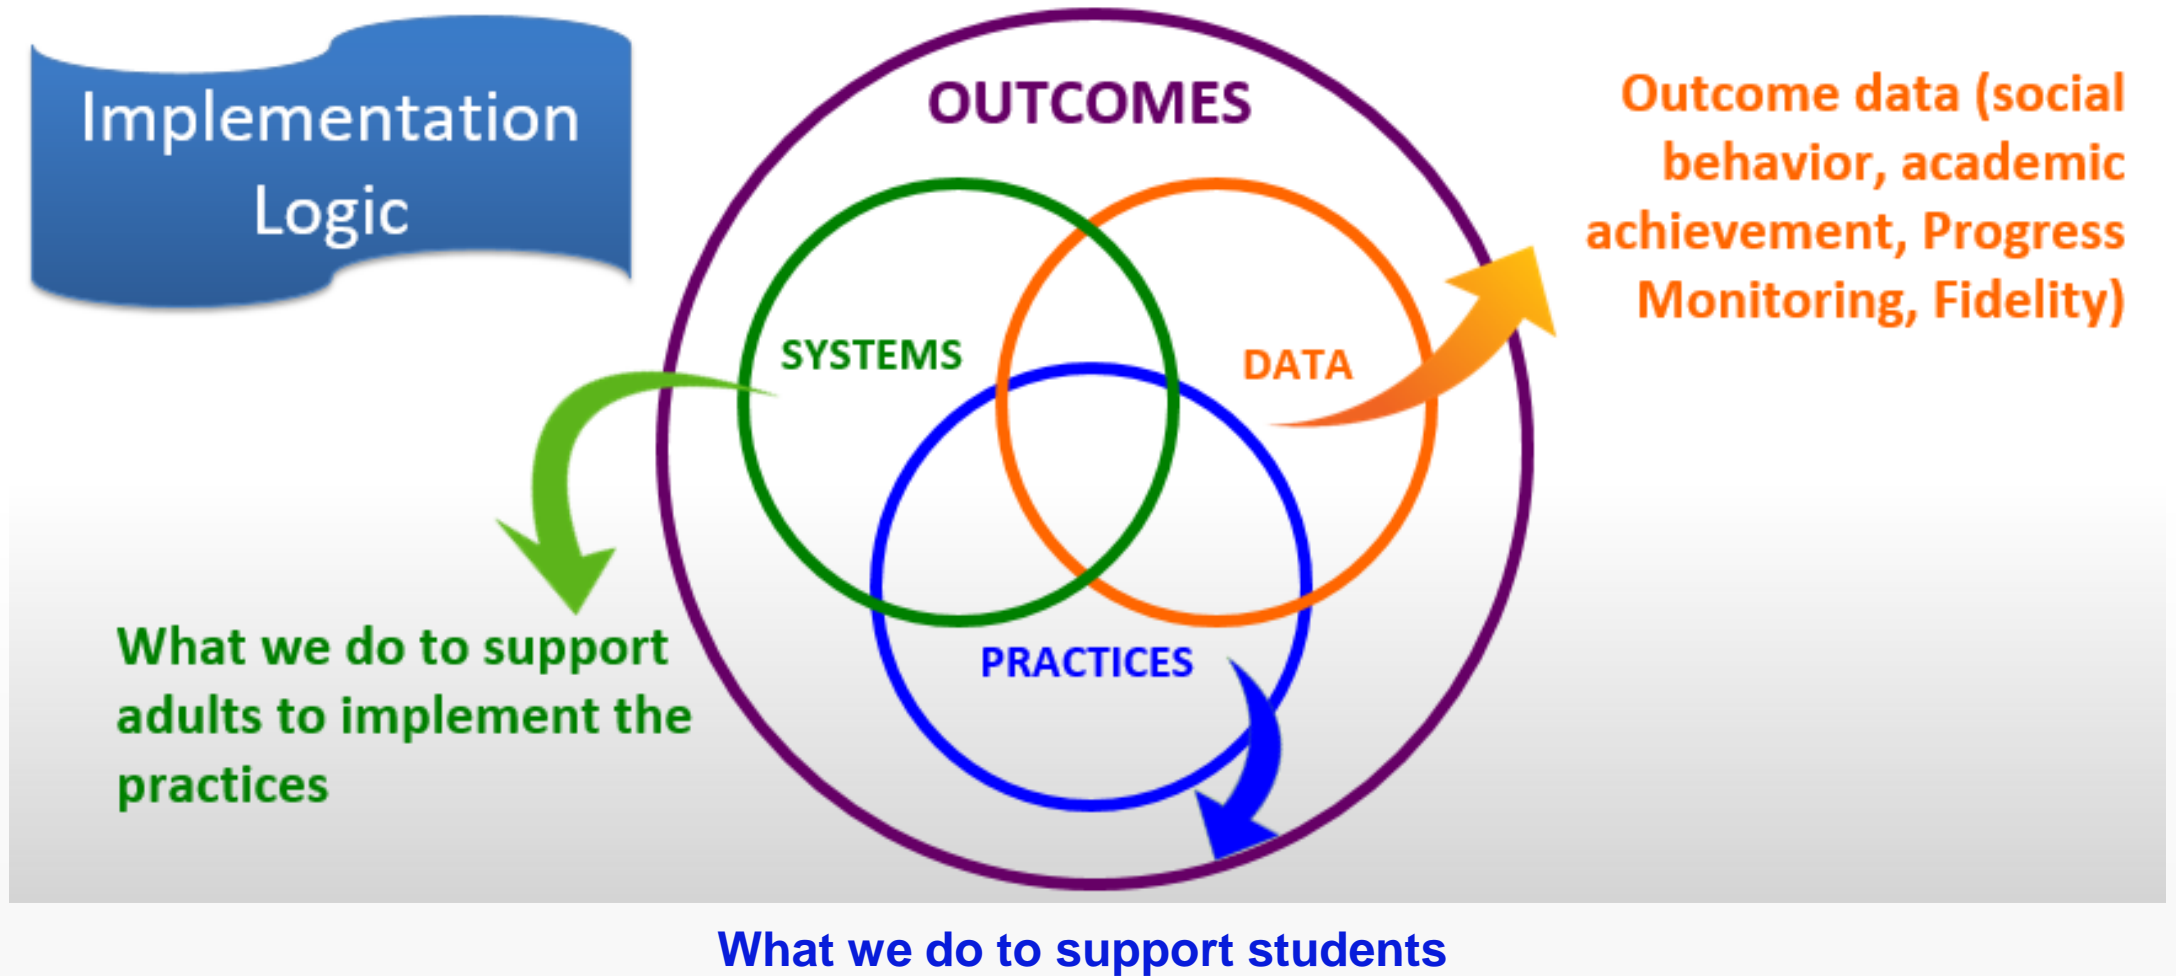 Implementation
Logic
OUTCOMES
Outcome data (social
behavior, academic
achievement, Progress
Monitoring, Fidelity)
SYSTEMS
DATA
PRACTICES
What we do to support
adults to implement the
practices
What we do to support students